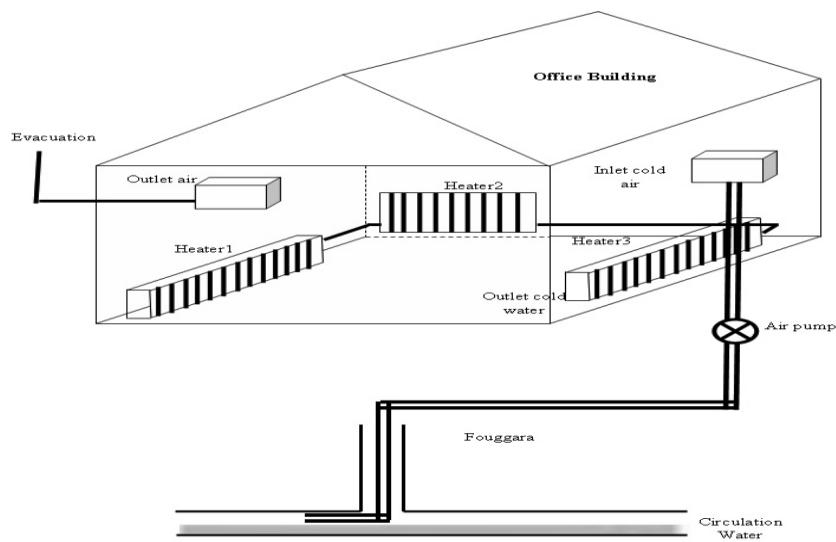 Office Building
Evacuation
Outlet air
Heater2
Inlet cold
air
Heater1
Heater3
Outlet cold
water
Air pump
Fouggara
Circulation
Water